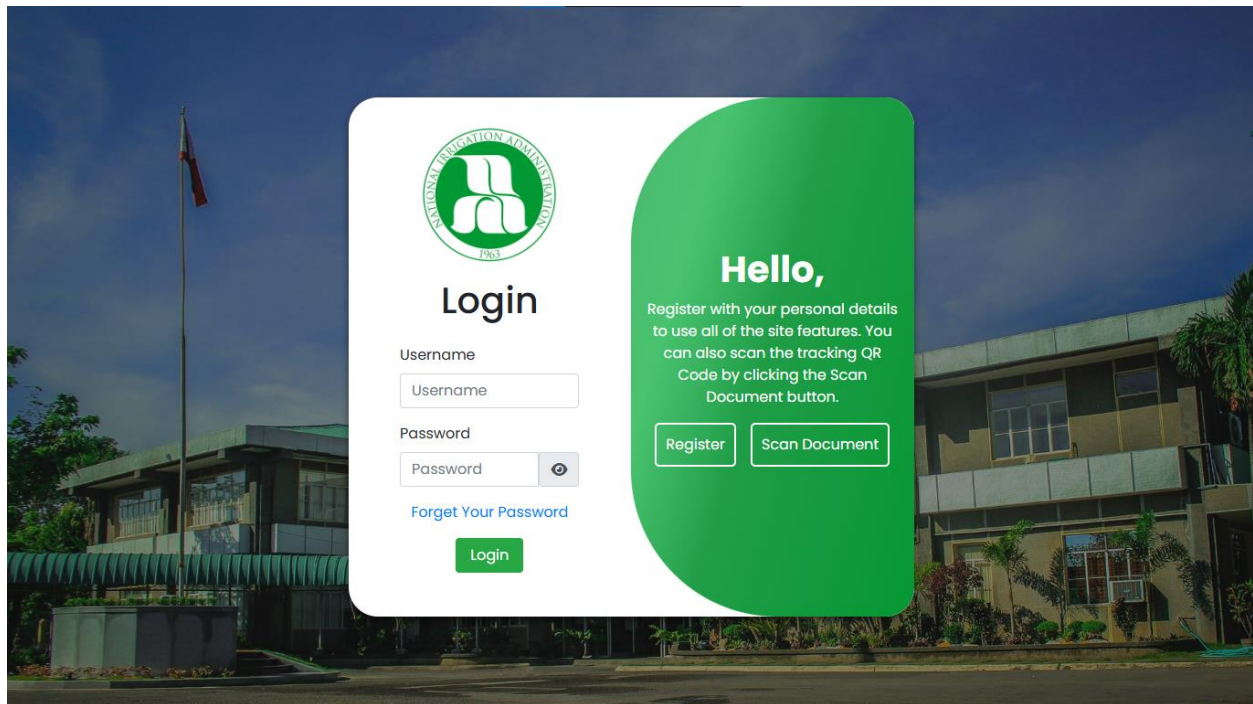 NATIONAL IRRIGATION ADMINISTRATION
1963
Login
Username
Username
Password
Password
Forget Your Password
Login
Hello,
Register with your personal details
to use all of the site features. You
can also scan the tracking QR
Code by clicking the Scan
Document button.
Register
Scan Document